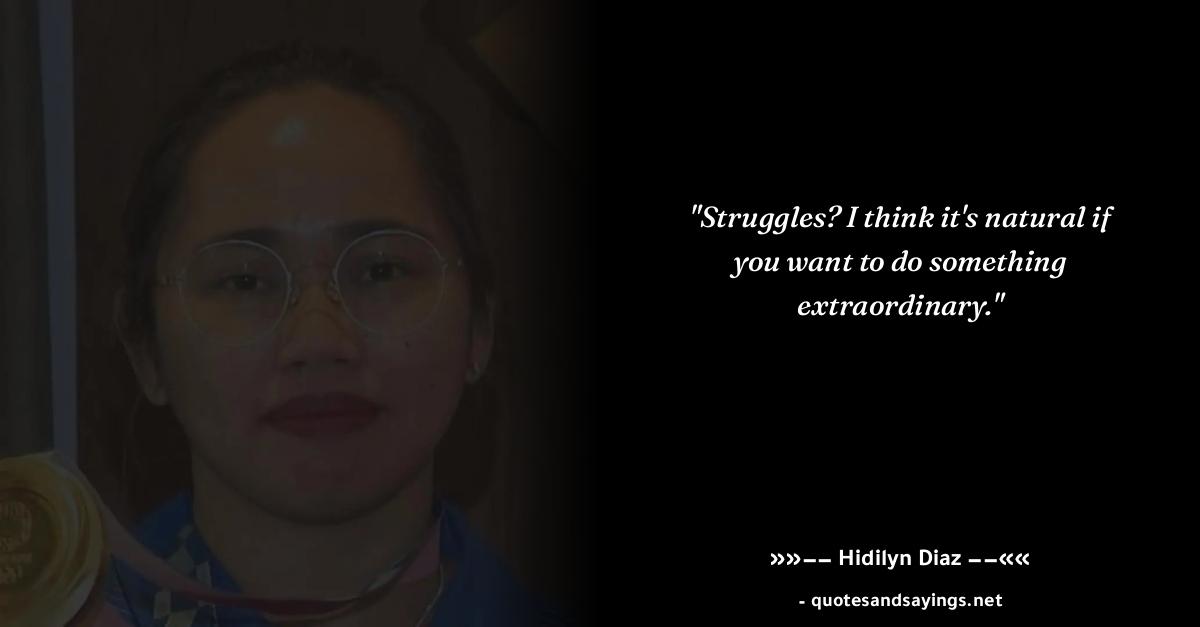 "Struggles? I think it's natural if
you want to do something
extraordinary."
»»−− Hidilyn Diaz −−««
- quotesandsayings.net